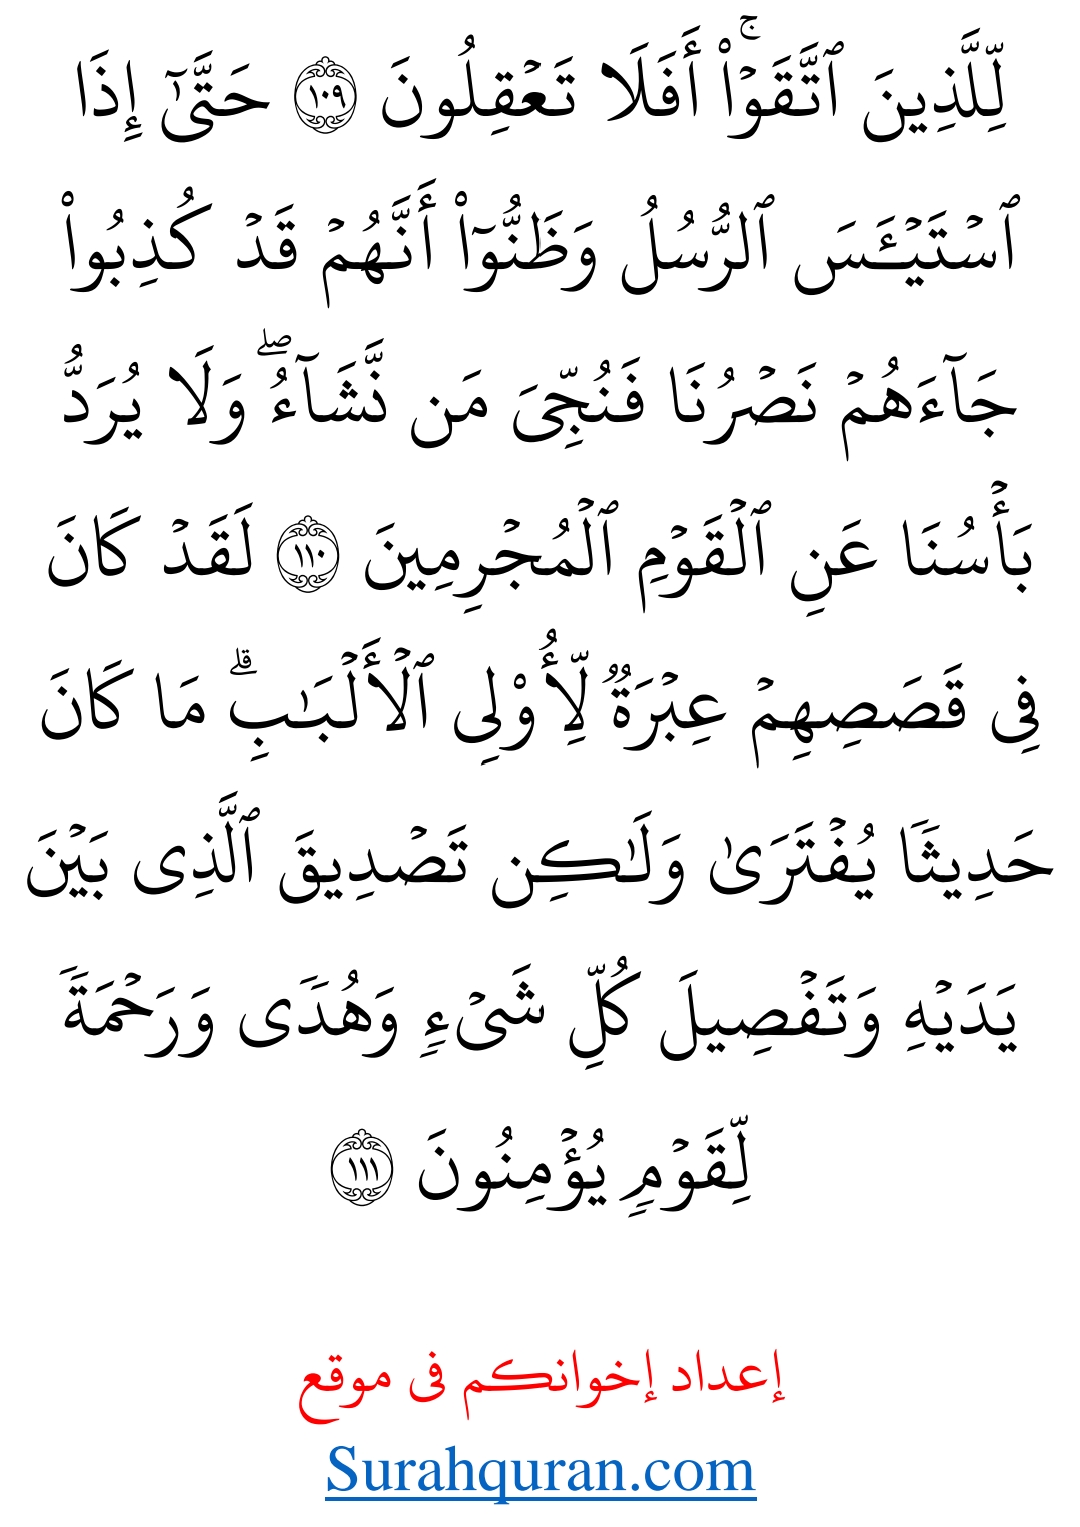 لِّلَّذِينَ ٱتَّقَوۡاْۚ أَفَلَا تَعۡقِلُونَ ١٠٩ حَتَّىٰٓ إِذَا
ٱسۡتَيۡـَٔسَ ٱلرُّسُلُ وَظَنُّوٓاْ أَنَّهُمۡ قَدۡ كُذِبُواْ
جَآءَهُمۡ نَصۡرُنَا فَنُجِّىَ مَن نَّشَآءُۖ وَلَا يُرَدُّ
بَأۡسُنَا عَنِ ٱلۡقَوۡمِ ٱلۡمُجۡرِمِينَ ١١٠ لَقَدۡ كَانَ
فِى قَصَصِهِمۡ عِبۡرَةٞ لِّأُوْلِى ٱلۡأَلۡبَٰبِۗ مَا كَانَ
حَدِيثٗا يُفۡتَرَىٰ وَلَٰكِن تَصۡدِيقَ ٱلَّذِى بَيۡنَ
يَدَيۡهِ وَتَفۡصِيلَ كُلِّ شَىۡءٖ وَهُدٗى وَرَحۡمَةٗ
لِّقَوۡمٖ يُؤۡمِنُونَ ١١١
إعداد إخوانكم فى موقع
Surahquran.com